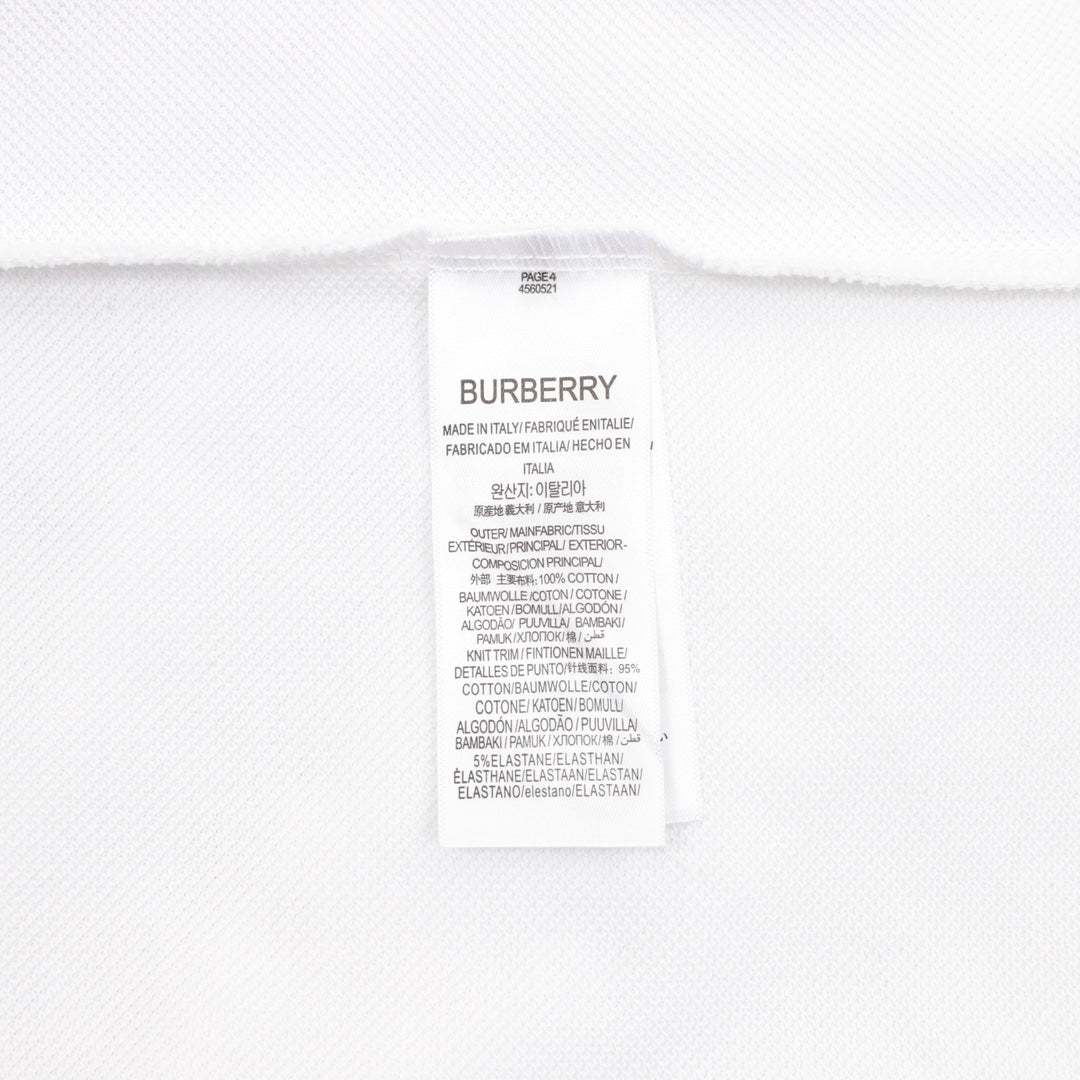 PAGE4
4560521
BURBERRY
MADE IN ITALY/ FABRIQUÉ ENITALIE/
FABRICADO EM ITALIA/ HECHO EN
ITALIA
완산지: 이탈리아
原産地 義大利 / 原产地 意大利
OUTER/ MAINFABRIC/TISSU
EXTÉRIEUR/PRINCIPAL/ EXTERIOR-
COMPOSICION PRINCIPAL/
外部 主要布料: 100% COTTON /
BAUMWOLLE /COTON / COTONE /
KATOEN /BOMULL/ALGODÓN/
ALGODÃO/ PUUVILLA/ BAMBAKI/
PAMUK /ХЛОПОК/棉/ قطن
KNIT TRIM / FINTIONEN MAILLE/
DETALLES DE PUNTO/针线面料: 95%
COTTON/BAUMWOLLE/COTON/
COTONE/ KATOEN/BOMULL/
ALGODÓN /ALGODÃO / PUUVILLA/
BAMBAKI / PAMUK / ХЛОПОК/棉 /قطن/
5%ELASTANE/ELASTHAN/
ÈLASTHANE/ELASTAAN/ELASTAN/
ELASTANO/elestano/ELASTAAN/